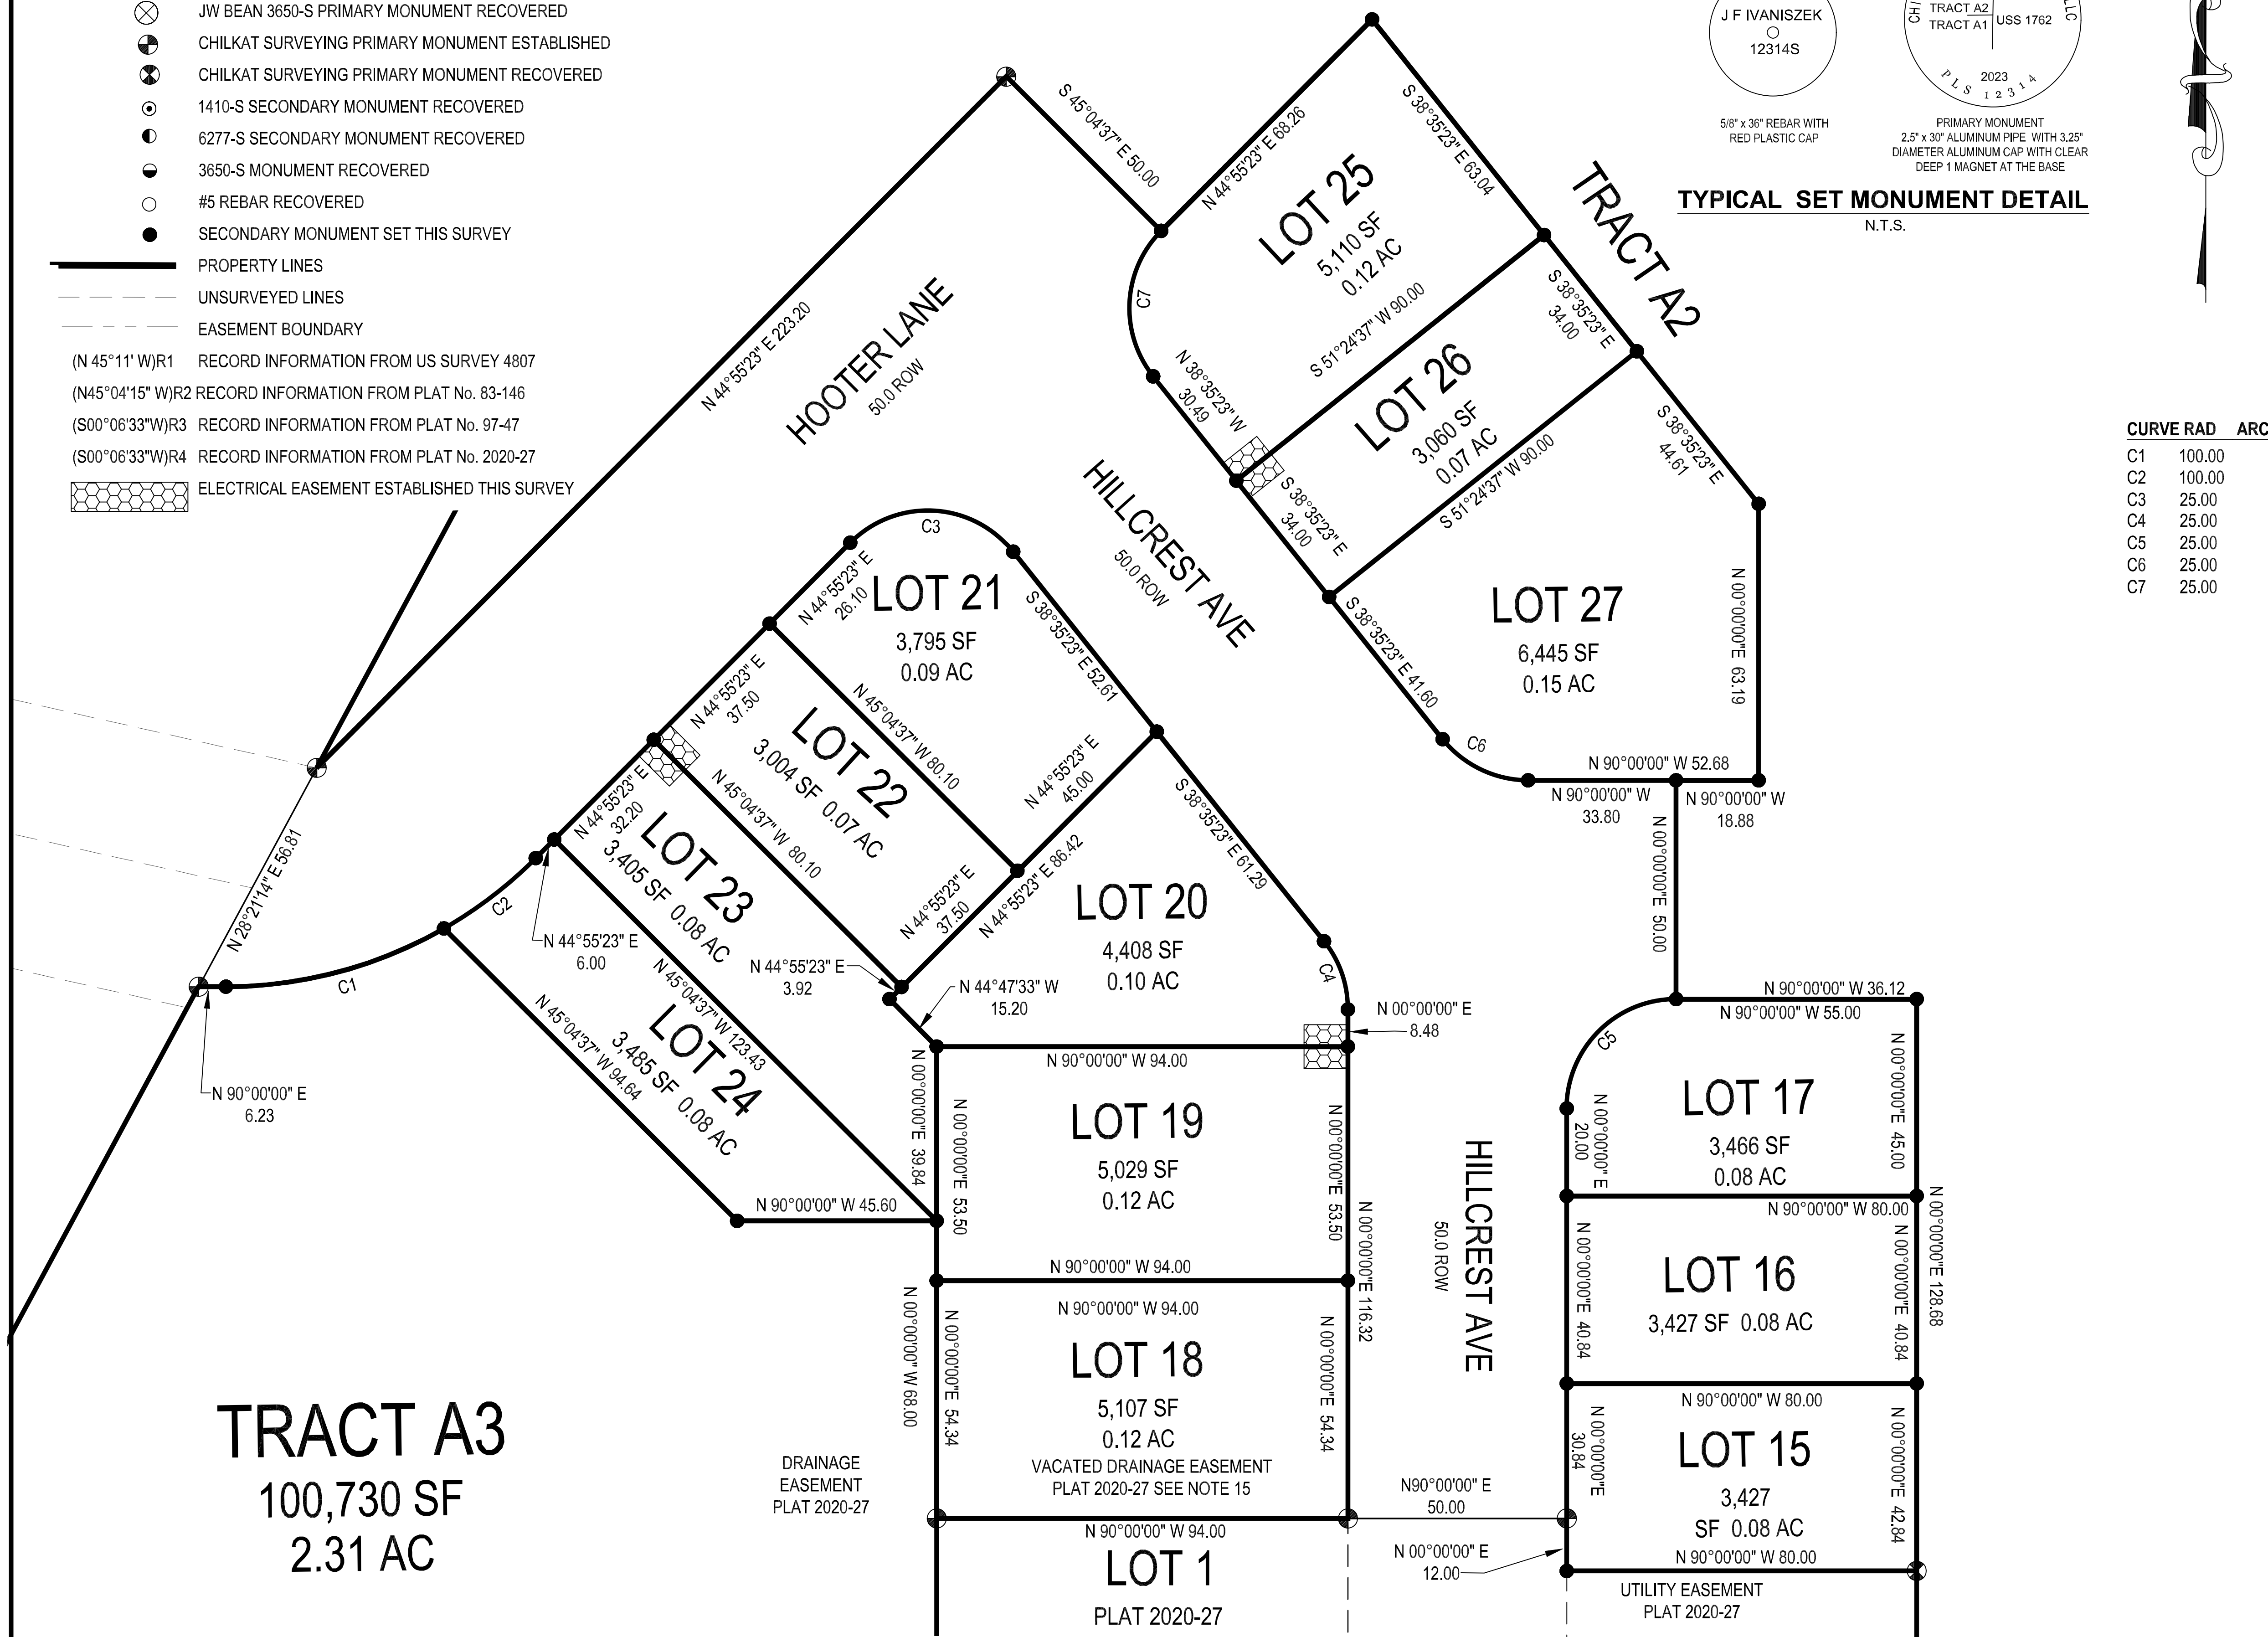 JW BEAN 3650-S PRIMARY MONUMENT RECOVERED
CHILKAT SURVEYING PRIMARY MONUMENT ESTABLISHED
CHILKAT SURVEYING PRIMARY MONUMENT RECOVERED
1410-S SECONDARY MONUMENT RECOVERED
6277-S SECONDARY MONUMENT RECOVERED
3650-S MONUMENT RECOVERED
#5 REBAR RECOVERED
SECONDARY MONUMENT SET THIS SURVEY
PROPERTY LINES
UNSURVEYED LINES
EASEMENT BOUNDARY
(N 45°11' W)R1 RECORD INFORMATION FROM US SURVEY 4807
(N45°04'15" W)R2 RECORD INFORMATION FROM PLAT No. 83-146
(S00°06'33"W)R3 RECORD INFORMATION FROM PLAT No. 97-47
(S00°06'33"W)R4 RECORD INFORMATION FROM PLAT No. 2020-27
ELECTRICAL EASEMENT ESTABLISHED THIS SURVEY
J F IVANISZEK
12314S
5/8" x 36" REBAR WITH
RED PLASTIC CAP
TRACT A2
TRACT A1
USS 1762
LLC
2023
PLS 12314
PRIMARY MONUMENT
2.5" x 30" ALUMINUM PIPE WITH 3.25"
DIAMETER ALUMINUM CAP WITH CLEAR
DEEP 1 MAGNET AT THE BASE
TYPICAL SET MONUMENT DETAIL
N.T.S.
CURVE RAD ARC
C1 100.00
C2 100.00
C3 25.00
C4 25.00
C5 25.00
C6 25.00
C7 25.00
S 45°04'37" E 50.00
N 44°55'23" E 68.26
S 38°35'23" E 63.04
LOT 25
5,110 SF
0.12 AC
TRACT A2
C7
S 51°24'37" W 90.00
S 38°35'23" E
34.00
N 38°35'23" W
30.49
LOT 26
3,060 SF
0.07 AC
S 38°35'23" E
34.00
S 51°24'37" W 90.00
S 38°35'23" E
44.61
N 44°55'23" E 223.20
HOOTER LANE
50.0 ROW
HILLCREST AVE
50.0 ROW
LOT 27
6,445 SF
0.15 AC
N 00°00'00"E 63.19
S 38°35'23" E 41.60
C6
N 90°00'00" W 52.68
N 90°00'00" W
33.80
N 90°00'00" W
18.88
N 00°00'00"E 50.00
C3
N 44°55'23" E
26.10
LOT 21
3,795 SF
0.09 AC
S 38°35'23" E 52.61
N 44°55'23" E
37.50
N 45°04'37" W 80.10
LOT 22
3,004 SF 0.07 AC
N 44°55'23" E
45.00
N 44°55'23" E
32.20
N 45°04'37" W 80.10
LOT 23
3,405 SF 0.08 AC
N 44°55'23" E
37.50
N 44°55'23" E 86.42
S 38°35'23" E 61.29
LOT 20
4,408 SF
0.10 AC
C4
N 28°21'14" E 56.81
C2
N 44°55'23" E
6.00
C1
N 45°04'37" W 123.43
N 44°55'23" E
3.92
N 44°47'33" W
15.20
N 00°00'00" E
8.48
N 90°00'00" E
6.23
N 45°04'37" W 94.64
LOT 24
3,485 SF 0.08 AC
N 90°00'00" W 45.60
N 00°00'00"E 39.84
N 90°00'00" W 94.00
N 00°00'00"E 53.50
LOT 19
5,029 SF
0.12 AC
N 00°00'00"E 53.50
N 90°00'00" W 94.00
N 00°00'00"E 116.32
HILLCREST AVE
50.0 ROW
N 90°00'00" W 36.12
N 90°00'00" W 55.00
C5
LOT 17
3,466 SF
0.08 AC
N 00°00'00"E
20.00
N 00°00'00"E 45.00
N 90°00'00" W 80.00
N 00°00'00"E 128.68
N 00°00'00"E 40.84
LOT 16
3,427 SF 0.08 AC
N 00°00'00"E 40.84
N 90°00'00" W 94.00
N 00°00'00" W 68.00
N 00°00'00"E 54.34
LOT 18
5,107 SF
0.12 AC
N 00°00'00"E 54.34
VACATED DRAINAGE EASEMENT
PLAT 2020-27 SEE NOTE 15
N 90°00'00" W 80.00
N 00°00'00"E
30.84
LOT 15
3,427
SF 0.08 AC
N 00°00'00"E 42.84
TRACT A3
100,730 SF
2.31 AC
DRAINAGE
EASEMENT
PLAT 2020-27
N90°00'00" E
50.00
N 90°00'00" W 94.00
LOT 1
PLAT 2020-27
N 00°00'00" E
12.00
N 90°00'00" W 80.00
UTILITY EASEMENT
PLAT 2020-27